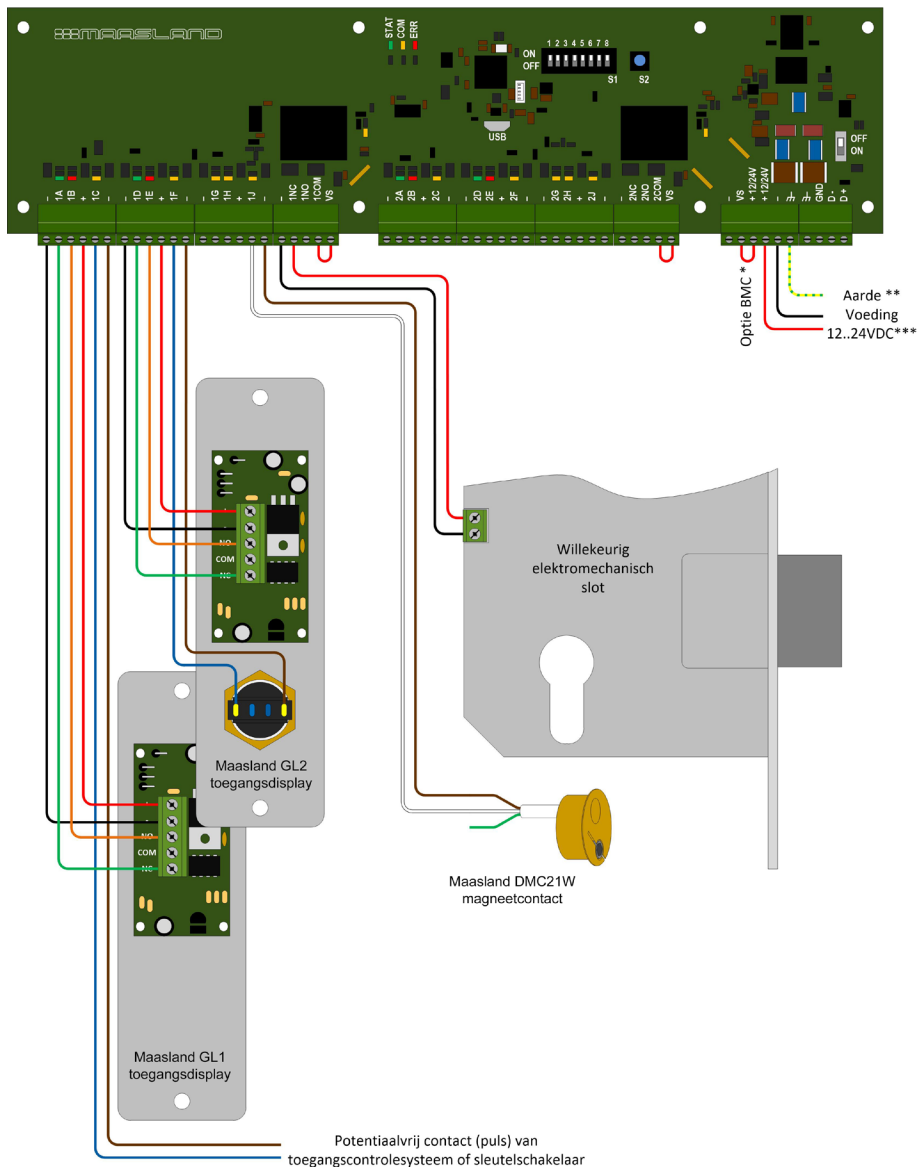 MAASLAND
STAT
COM
ERR
ON
OFF
1 2 3 4 5 6 7 8
S1
S2
USB
OFF
ON
- 1A 1B + 1C -
- 1D 1E + 1F -
- 1G 1H - + 1J -
- 1NC 1NO 1COM VS
- 2A 2B + 2C -
- 2D 2E + 2F -
- 2G 2H - + 2J -
- 2NC 2NO 2COM VS
- VS +12/24V +12/24V -
GND D- D+
Optie BMC *
Aarde **
Voeding
12..24VDC***
NO
COM
NC
Willekeurig
elektromechanisch
slot
Maasland GL2
toegangsdisplay
NO
COM
NC
Maasland DMC21W
magneetcontact
Maasland GL1
toegangsdisplay
Potentiaalvrij contact (puls) van
toegangscontrolesysteem of sleutelschakelaar